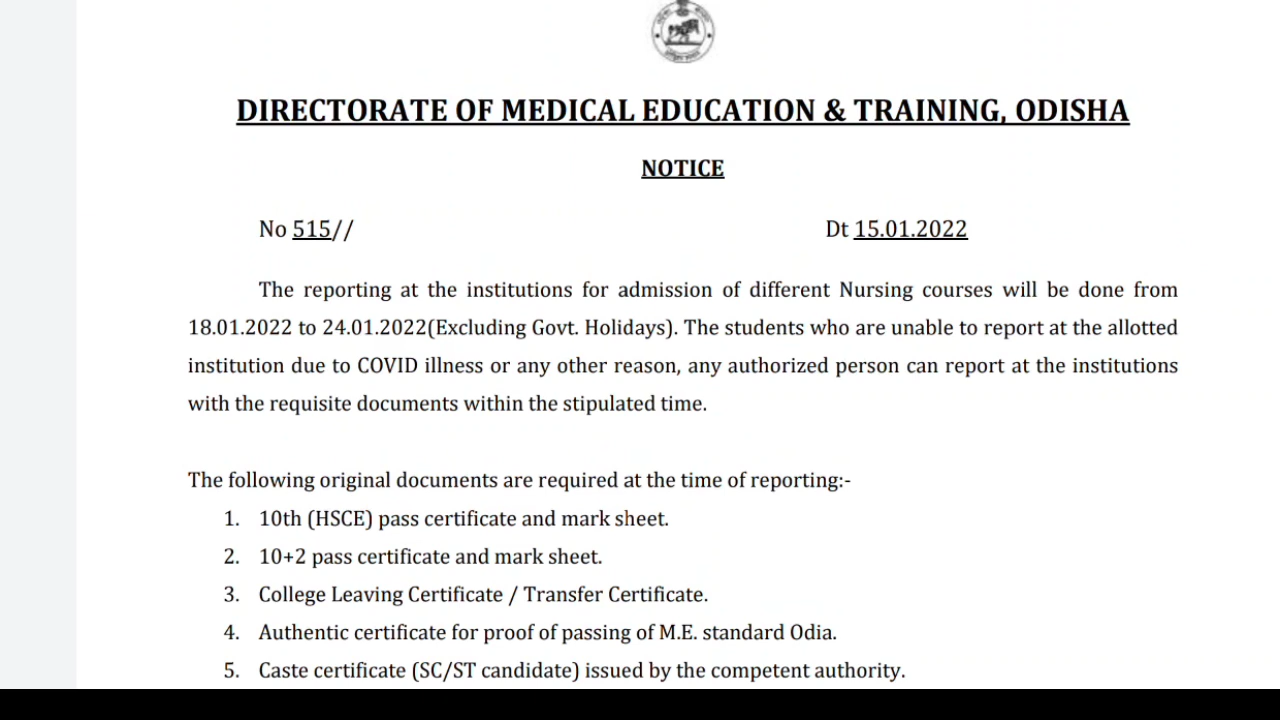 DIRECTORATE OF MEDICAL EDUCATION & TRAINING, ODISHA
NOTICE
No 515// Dt 15.01.2022
The reporting at the institutions for admission of different Nursing courses will be done from
18.01.2022 to 24.01.2022(Excluding Govt. Holidays). The students who are unable to report at the allotted
institution due to COVID illness or any other reason, any authorized person can report at the institutions
with the requisite documents within the stipulated time.
The following original documents are required at the time of reporting:-
1. 10th (HSCE) pass certificate and mark sheet.
2. 10+2 pass certificate and mark sheet.
3. College Leaving Certificate / Transfer Certificate.
4. Authentic certificate for proof of passing of M.E. standard Odia.
5. Caste certificate (SC/ST candidate) issued by the competent authority.